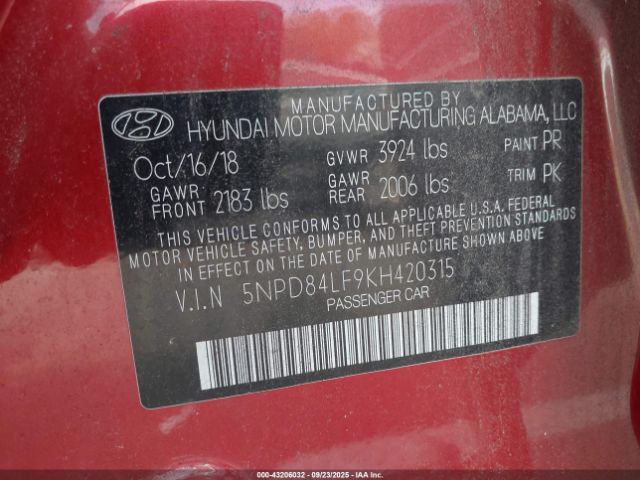 MANUFACTURED BY
HYUNDAI MOTOR MANUFACTURING ALABAMA, LLC
Oct/16/18 GVWR 3924 lbs PAINT PR
GAWR FRONT 2183 lbs GAWR REAR 2006 lbs TRIM PK
THIS VEHICLE CONFORMS TO ALL APPLICABLE U.S.A. FEDERAL
MOTOR VEHICLE SAFETY, BUMPER, AND THEFT PREVENTION STANDARDS
IN EFFECT ON THE DATE OF MANUFACTURE SHOWN ABOVE.
V.I.N 5NPD84LF9KH420315
PASSENGER CAR
000-43206032 - 09/23/2025 - IAAI.COM